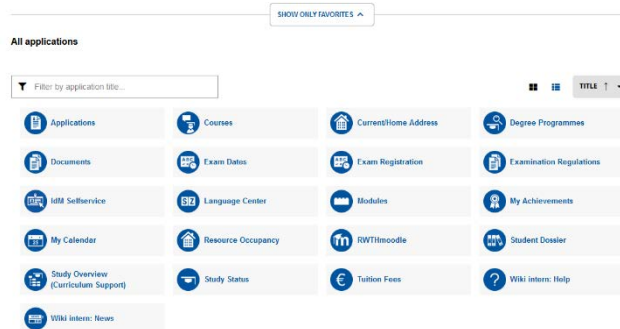 SHOW ONLY FAVORITES
All applications
Filter by application title...
TITLE
Applications
Courses
Current/Home Address
Degree Programmes
Documents
Exam Dates
Exam Registration
Examination Regulations
IdM Selfservice
SZ
Language Center
Modules
My Achievements
My Calendar
Resource Occupancy
RWTHmoodle
Student Dossier
Study Overview
(Curriculum Support)
Study Status
€
Tuition Fees
?
Wiki intern: Help
Wiki intern: News